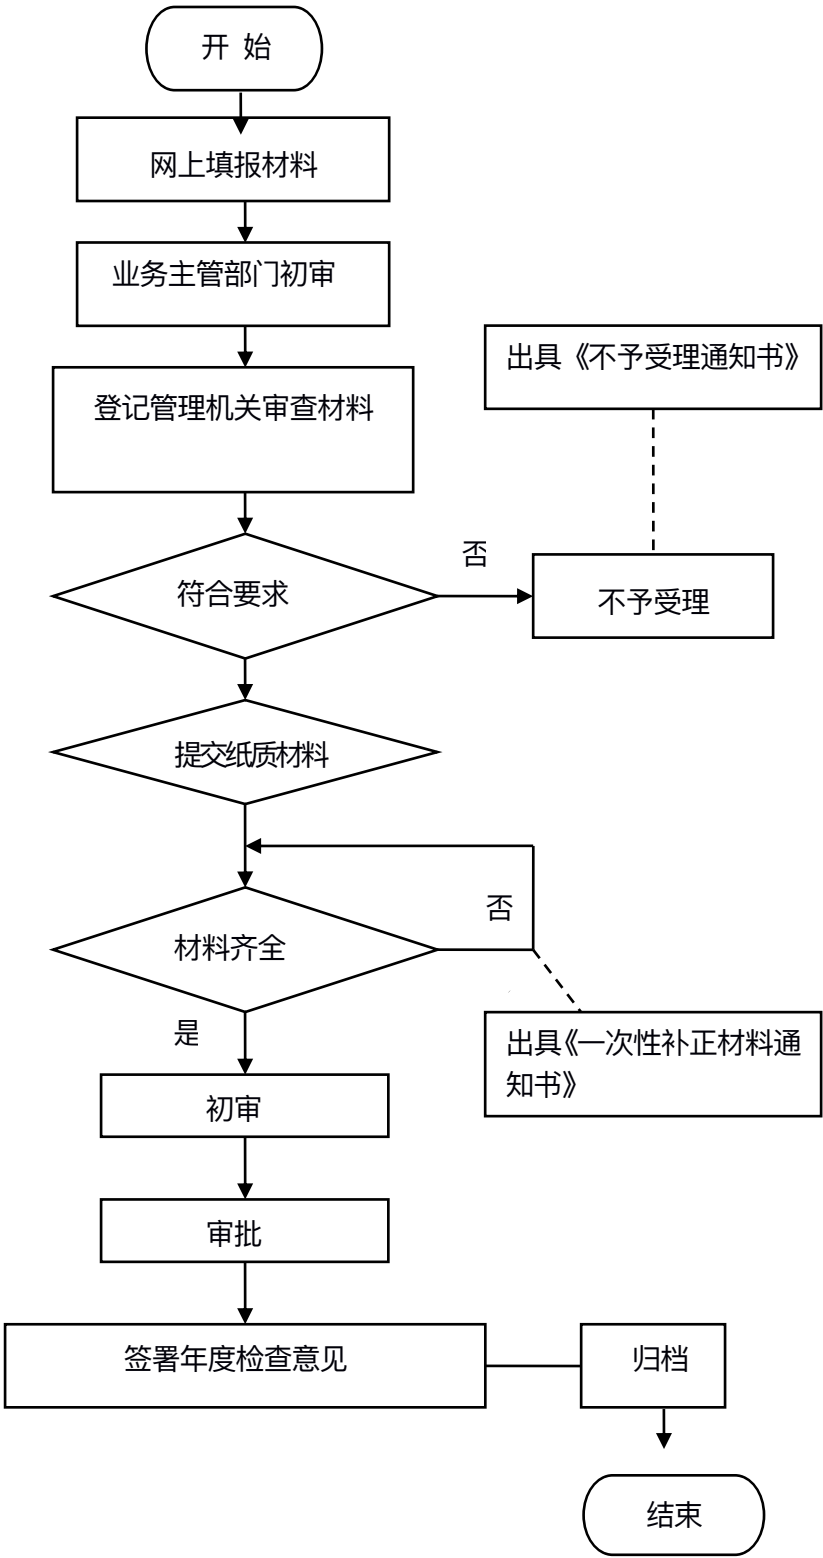 开 始
网上填报材料
业务主管部门初审
出具《不予受理通知书》
登记管理机关审查材料
否
符合要求
不予受理
提交纸质材料
否
材料齐全
是
出具《一次性补正材料通
知书》
初审
审批
签署年度检查意见
归档
结束